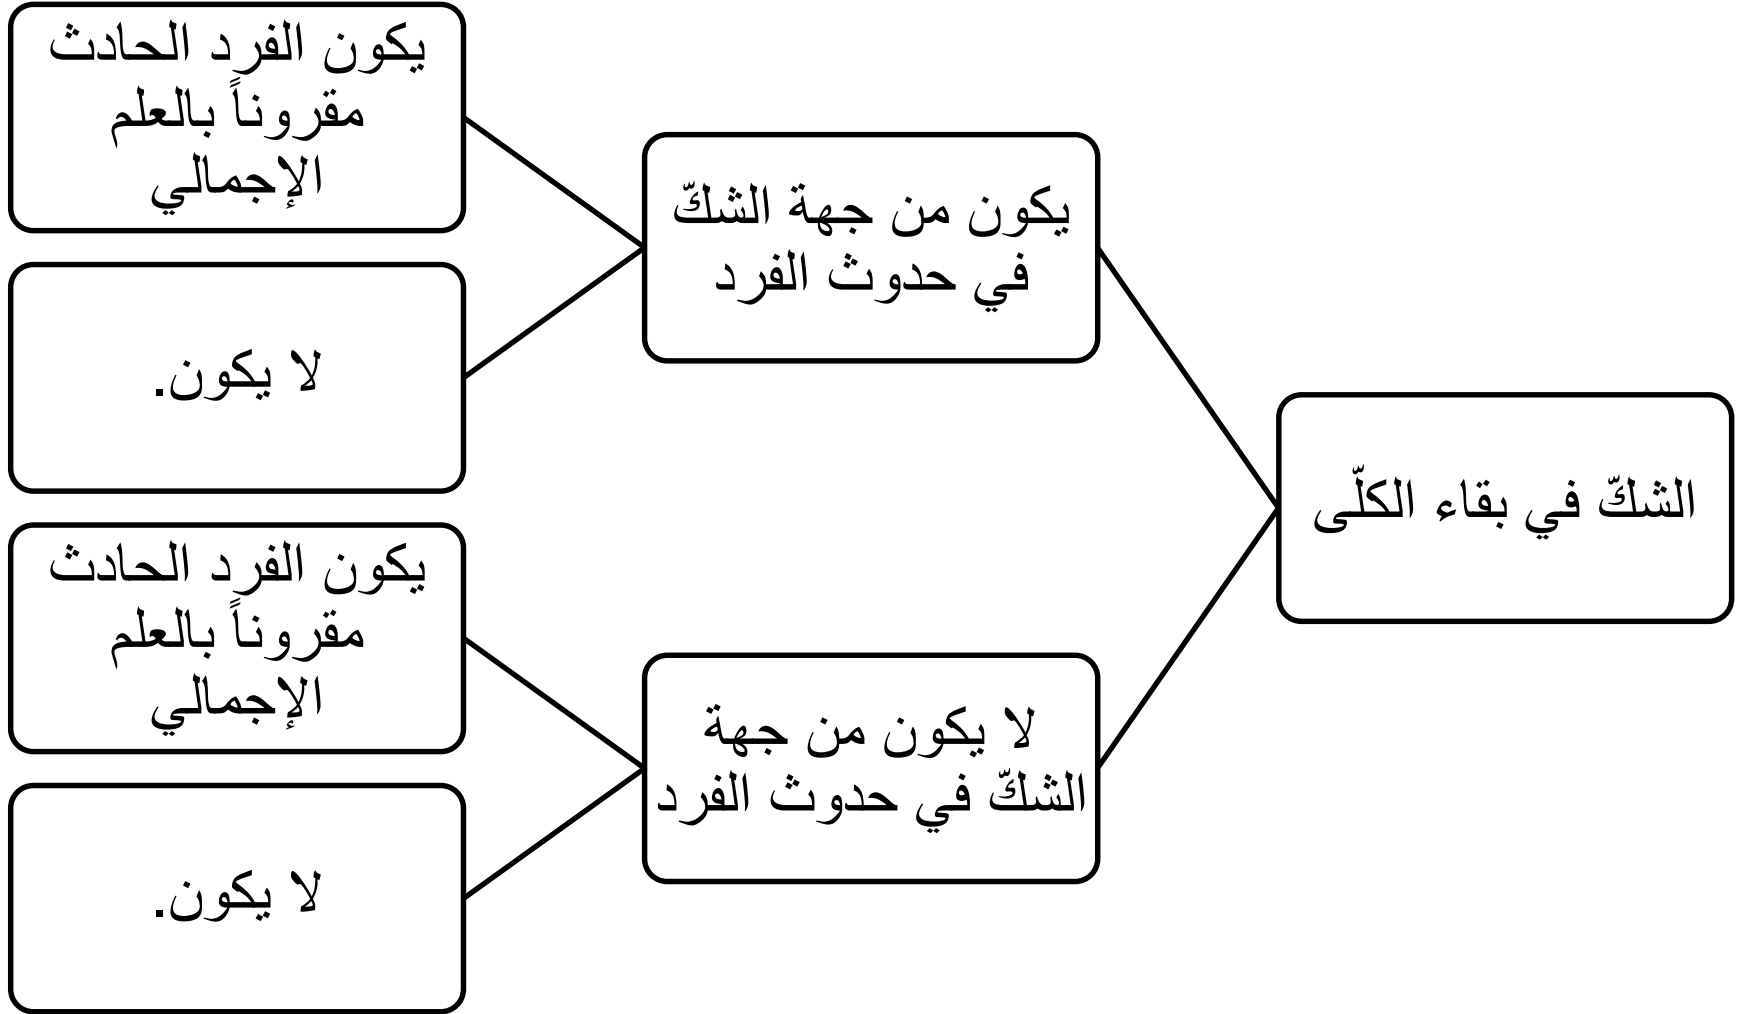 الشكّ في بقاء الكلّى
يكون من جهة الشكّ
في حدوث الفرد
يكون الفرد الحادث
مقروناً بالعلم
الإجمالي
لا يكون.
لا يكون من جهة
الشكّ في حدوث الفرد
يكون الفرد الحادث
مقروناً بالعلم
الإجمالي
لا يكون.